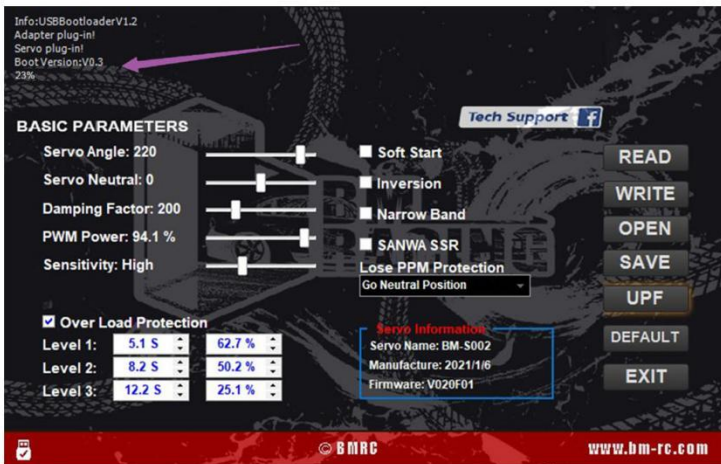 Info:USBBootloaderV1.2
Adapter plug-in!
Servo plug-in!
Boot Version:V0.3
23%
Tech Support f
BASIC PARAMETERS
Servo Angle: 220
Servo Neutral: 0
Damping Factor: 200
PWM Power: 94.1 %
Sensitivity: High
Soft Start
Inversion
Narrow Band
SANWA SSR
Lose PPM Protection
Go Neutral Position
READ
WRITE
OPEN
SAVE
UPF
DEFAULT
EXIT
Over Load Protection
Level 1: 5.1 S 62.7 %
Level 2: 8.2 S 50.2 %
Level 3: 12.2 S 25.1 %
Servo Information
Servo Name: BM-S002
Manufacture: 2021/1/6
Firmware: V020F01
BM
RACING
© BMRC
www.bm-rc.com